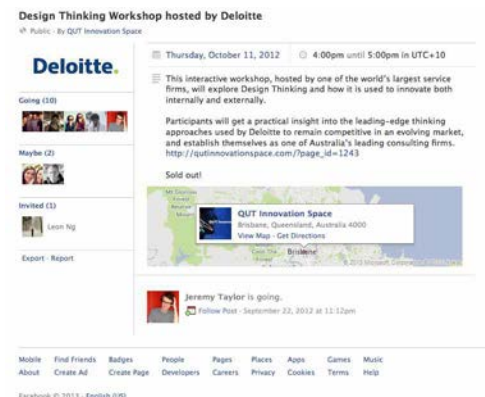 Design Thinking Workshop hosted by Deloitte
Public · By QUT Innovation Space
Deloitte.
Going (10)
Maybe (2)
Invited (1)
Leon Ng
Export · Report
Thursday, October 11, 2012
4:00pm until 5:00pm in UTC+10
This interactive workshop, hosted by one of the world's largest service
firms, will explore Design Thinking and how it is used to innovate both
internally and externally.
Participants will get a practical insight into the leading-edge thinking
approaches used by Deloitte to remain competitive in an evolving market,
and establish themselves as one of Australia's leading consulting firms.
http://qutinnovationspace.com/?page_id=1243
Sold out!
QUT Innovation Space
Brisbane, Queensland, Australia 4000
View Map · Get Directions
Brisbane
Jeremy Taylor is going.
Follow Post · September 22, 2012 at 11:12pm
Mobile Find Friends Badges People Pages Places Apps Games Music
About Create Ad Create Page Developers Careers Privacy Cookies Terms Help
Facebook © 2013 · English (US)